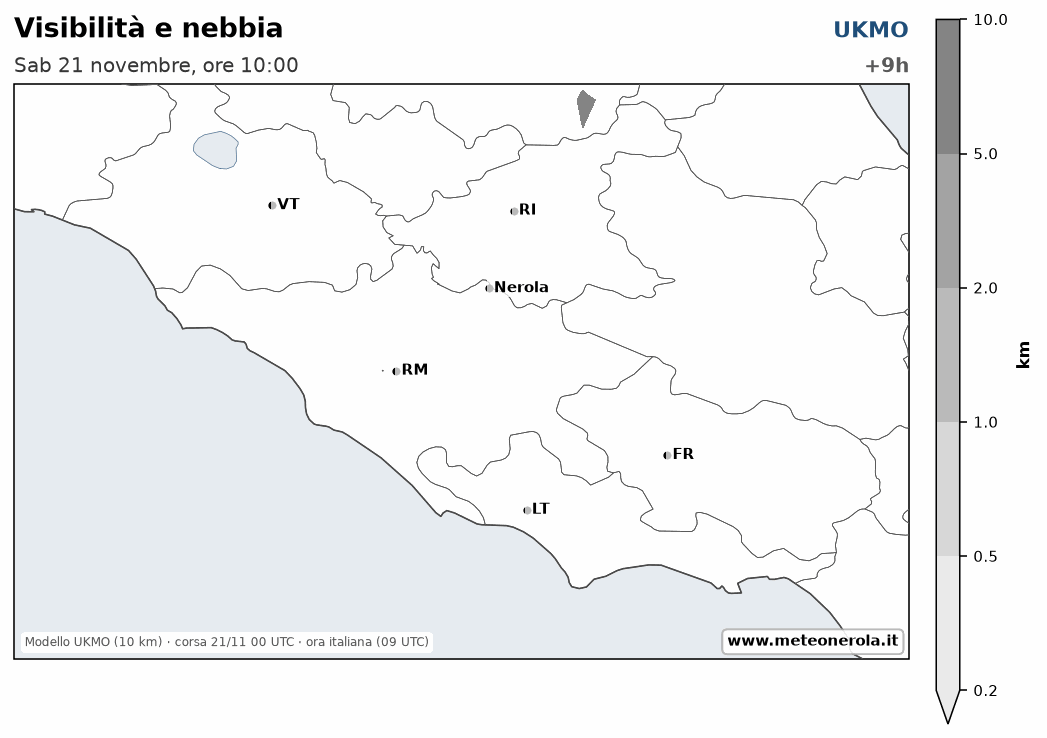 Visibilità e nebbia
UKMO
Sab 21 novembre, ore 10:00
+9h
10.0
5.0
VT
RI
Nerola
2.0
km
RM
1.0
FR
LT
0.5
Modello UKMO (10 km) · corsa 21/11 00 UTC · ora italiana (09 UTC)
www.meteonerola.it
0.2